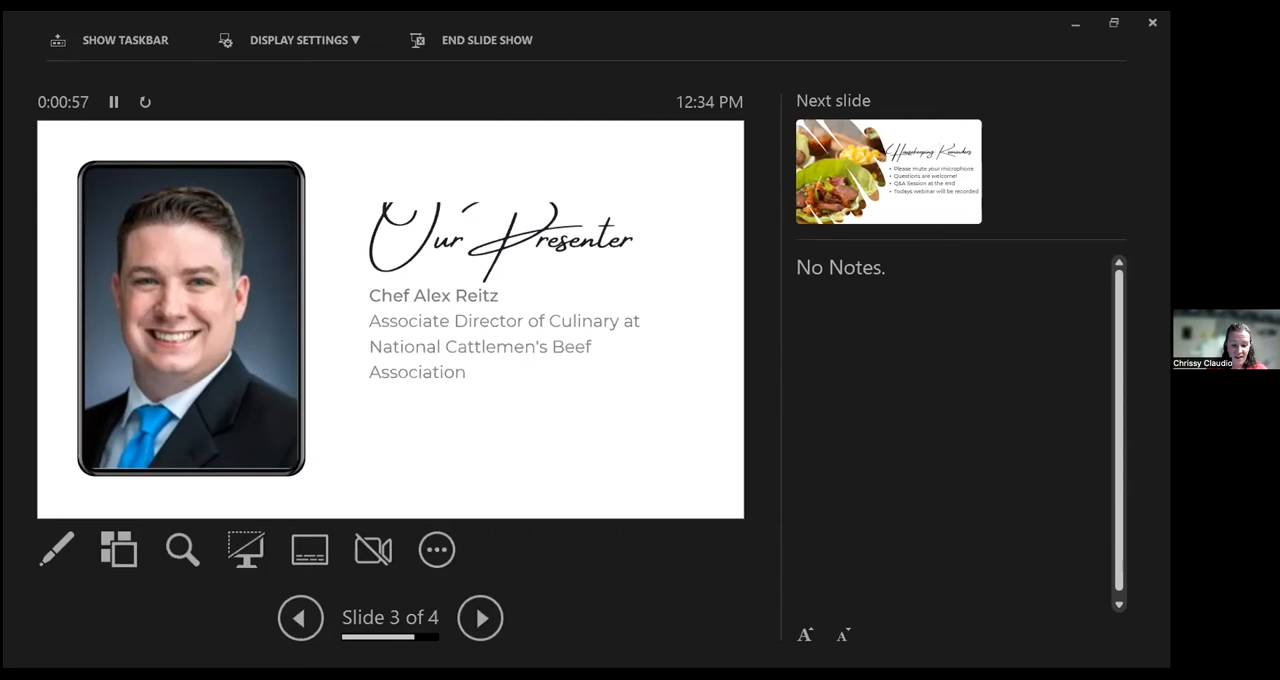 SHOW TASKBAR
DISPLAY SETTINGS ▼
END SLIDE SHOW
0:00:57
12:34 PM
Our Presenter
Chef Alex Reitz
Associate Director of Culinary at
National Cattlemen's Beef
Association
Slide 3 of 4
Next slide
Housekeeping Reminders
• Please mute your microphone
• Questions are welcome!
• Q&A Session at the end
• Todays webinar will be recorded
No Notes.
A A
Chrissy Claudio